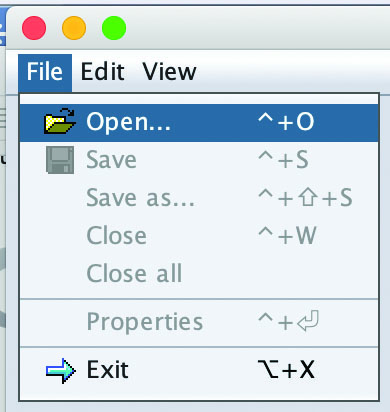 File Edit View
Open... ^+O
Save ^+S
Save as... ^+⇧+S
Close ^+W
Close all
Properties ^+⏎
Exit ⌥+X